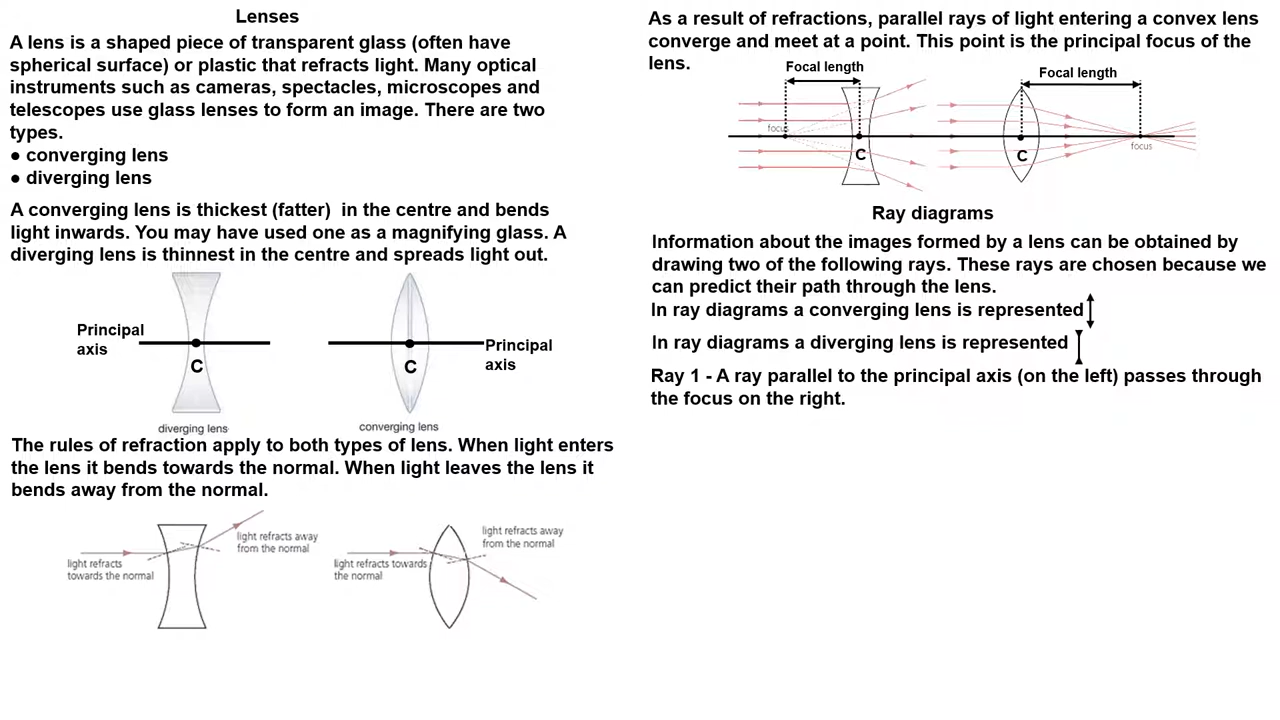 Lenses
A lens is a shaped piece of transparent glass (often have
spherical surface) or plastic that refracts light. Many optical
instruments such as cameras, spectacles, microscopes and
telescopes use glass lenses to form an image. There are two
types.
● converging lens
● diverging lens
A converging lens is thickest (fatter) in the centre and bends
light inwards. You may have used one as a magnifying glass. A
diverging lens is thinnest in the centre and spreads light out.
Principal
axis
C
C
Principal
axis
diverging lens
converging lens
The rules of refraction apply to both types of lens. When light enters
the lens it bends towards the normal. When light leaves the lens it
bends away from the normal.
light refracts away
from the normal
light refracts
towards the normal
light refracts away
from the normal
light refracts towards
the normal
As a result of refractions, parallel rays of light entering a convex lens
converge and meet at a point. This point is the principal focus of the
lens.
Focal length
Focal length
focus
C
C
focus
Ray diagrams
Information about the images formed by a lens can be obtained by
drawing two of the following rays. These rays are chosen because we
can predict their path through the lens.
In ray diagrams a converging lens is represented
In ray diagrams a diverging lens is represented
Ray 1 - A ray parallel to the principal axis (on the left) passes through
the focus on the right.